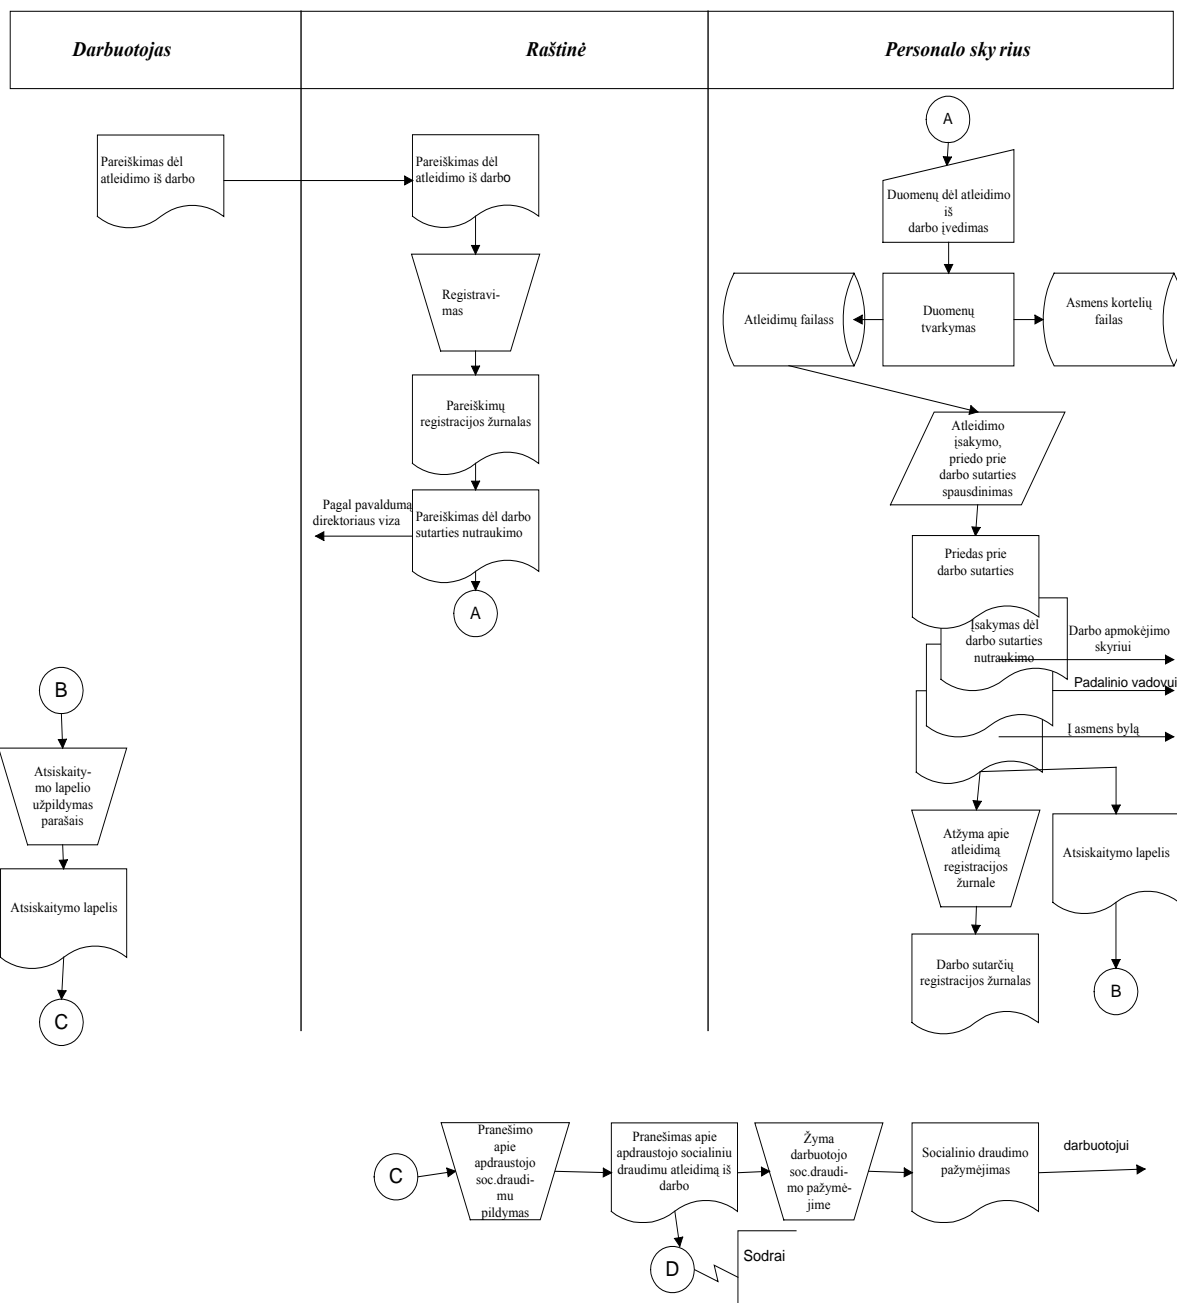 Darbuotojas
Raštinė
Personalo sky rius
Pareiškimas dėl
atleidimo iš darbo
Pareiškimas dėl
atleidimo iš darbo
Registravi-
mas
Pareiškimų
registracijos žurnalas
Pagal pavaldumą
direktoriaus viza
Pareiškimas dėl darbo
sutarties nutraukimo
A
A
Duomenų dėl atleidimo
iš
darbo įvedimas
Atleidimų failass
Duomenų
tvarkymas
Asmens kortelių
failas
Atleidimo
įsakymo,
priedo prie
darbo sutarties
spausdinimas
Priedas prie
darbo sutarties
Įsakymas dėl
darbo sutarties
nutraukimo
Darbo apmokėjimo
skyriui
Padalinio vadovui
Į asmens bylą
Atžyma apie
atleidimą
registracijos
žurnale
Atsiskaitymo lapelis
Darbo sutarčių
registracijos žurnalas
B
B
Atsiskaity-
mo lapelio
užpildymas
parašais
Atsiskaitymo lapelis
C
C
Pranešimo
apie
apdraustojo
soc.draudi-
mu
pildymas
Pranešimas apie
apdraustojo socialiniu
draudimu atleidimą iš
darbo
Žyma
darbuotojo
soc.draudi-
mo pažymė-
jime
Socialinio draudimo
pažymėjimas
darbuotojui
D
Sodrai